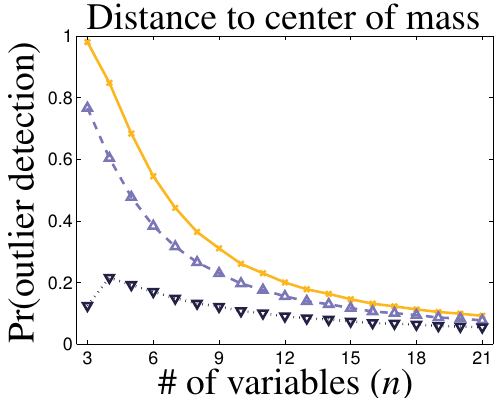 Distance to center of mass
Pr(outlier detection)
1
0.8
0.6
0.4
0.2
0
3 6 9 12 15 18 21
# of variables (n)